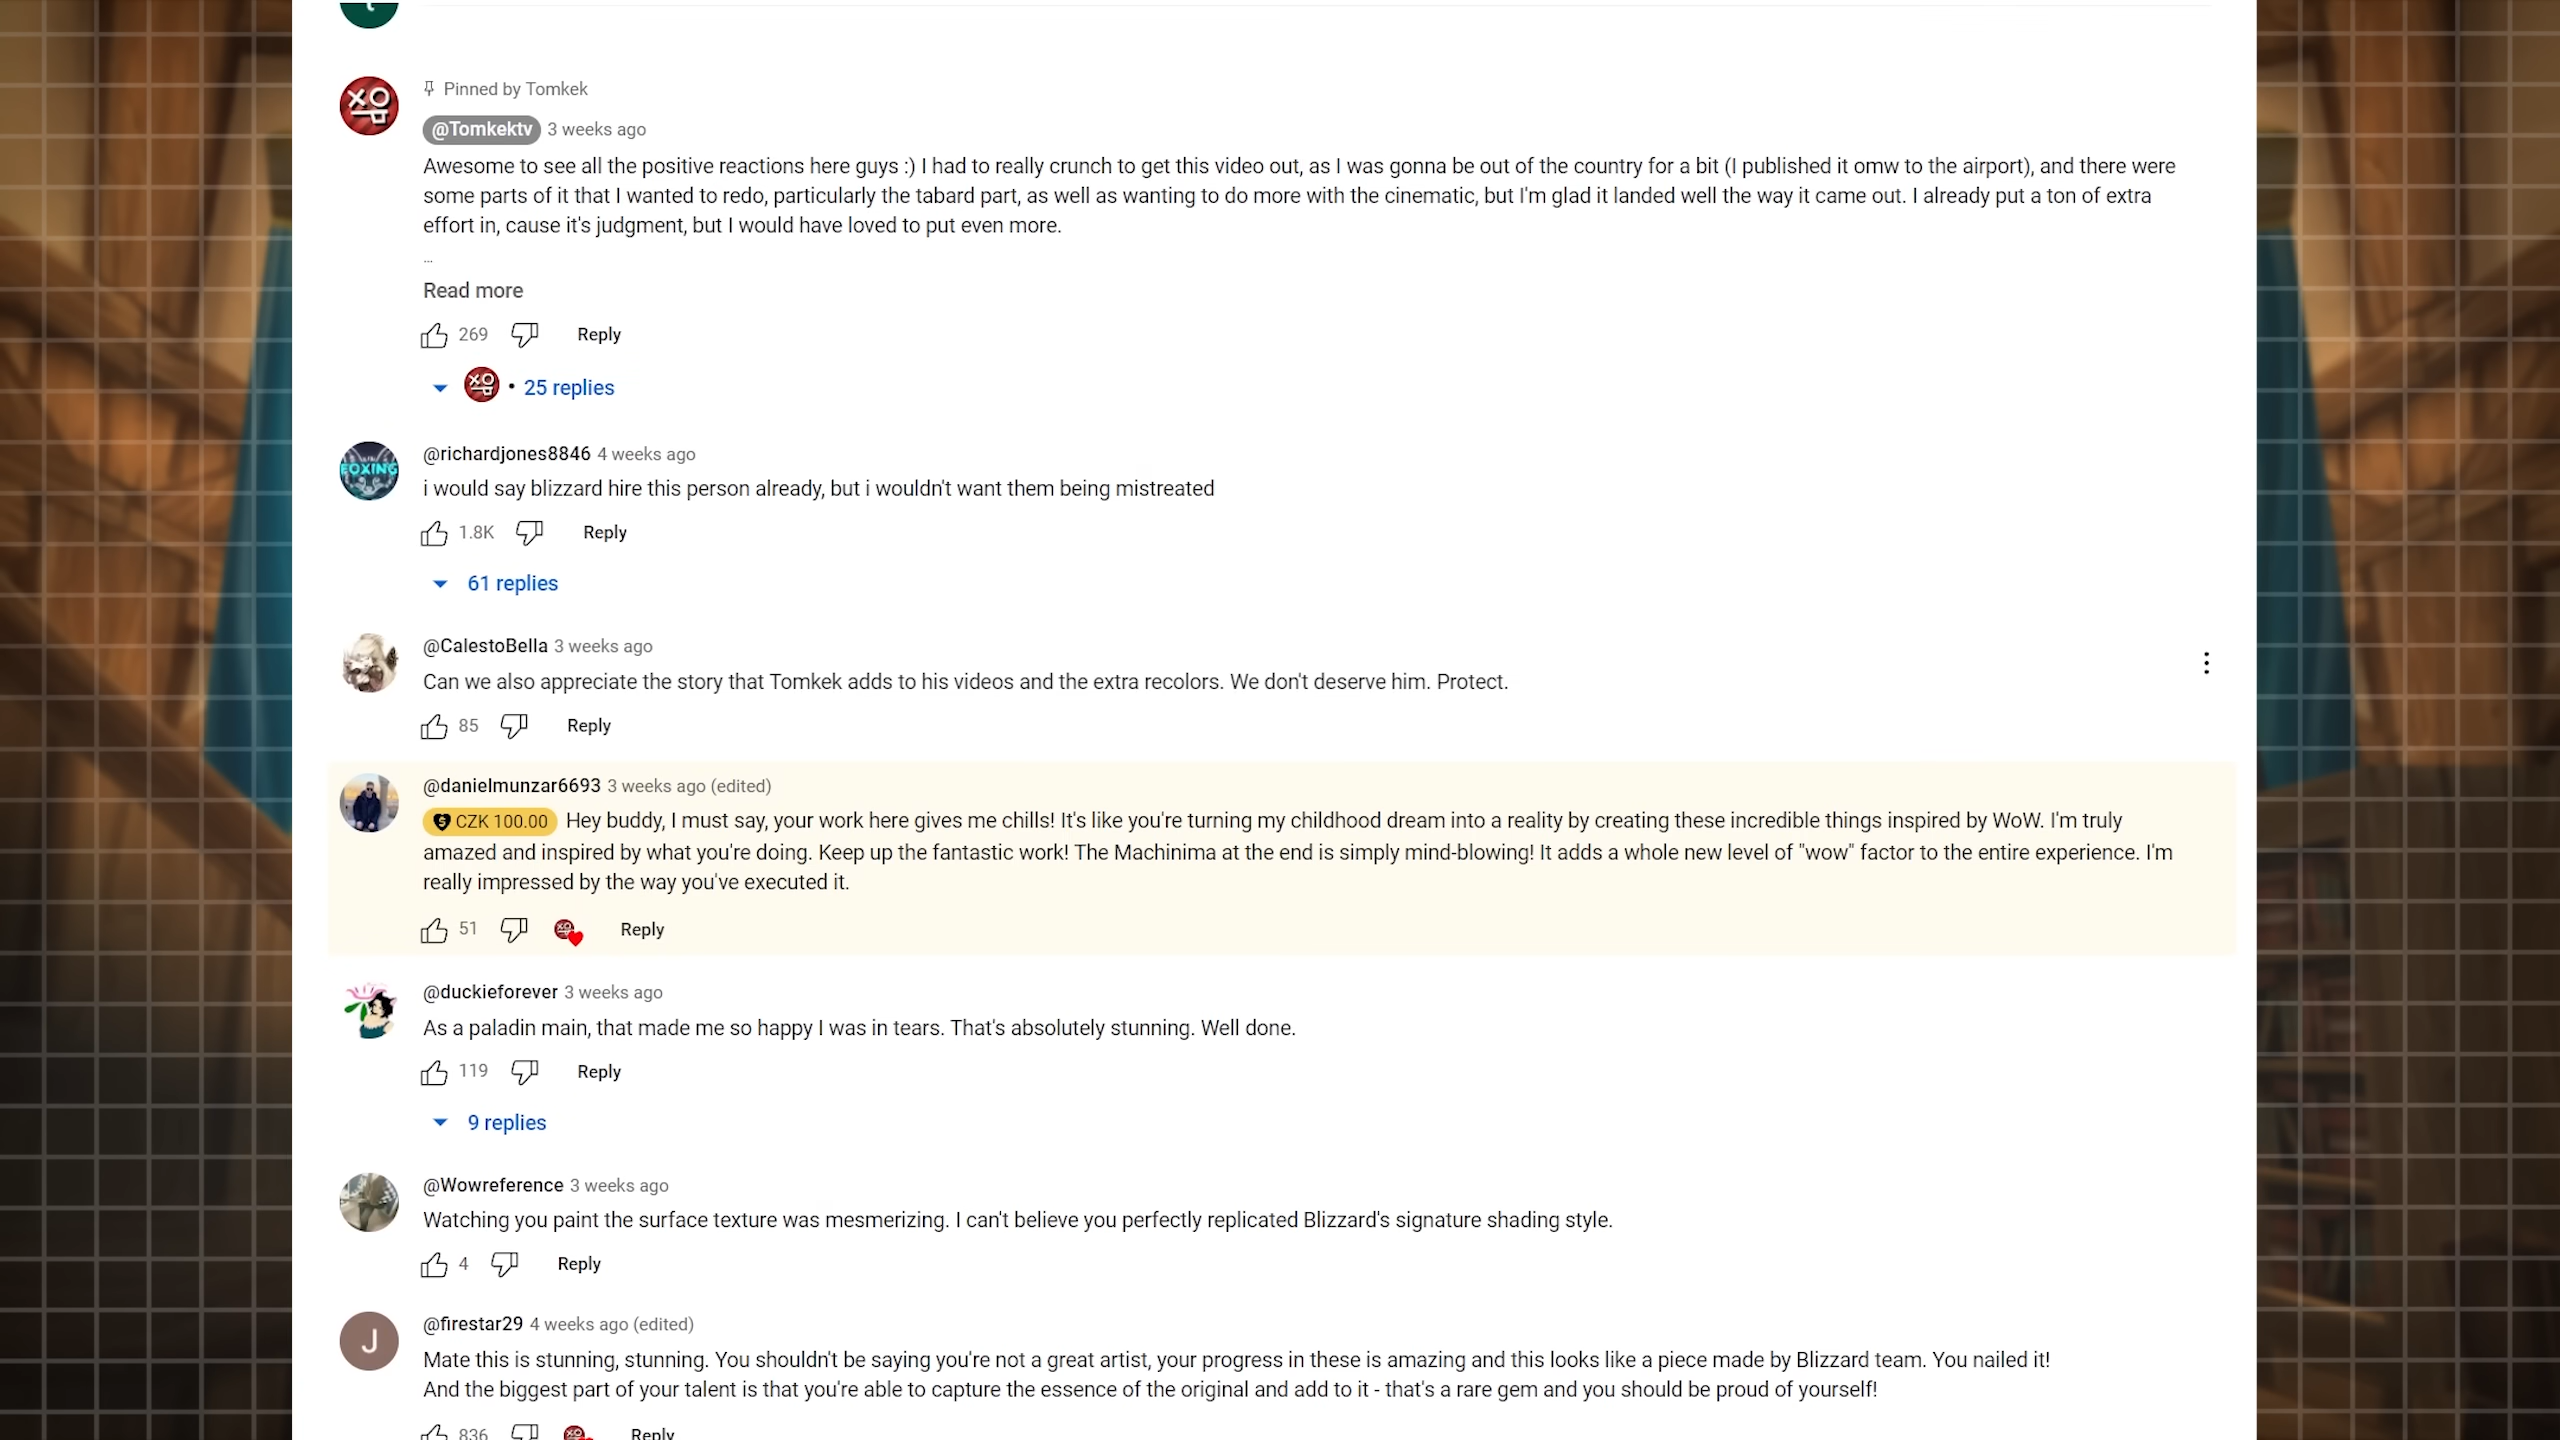 Pinned by Tomkek
@Tomkektv 3 weeks ago
Awesome to see all the positive reactions here guys :) I had to really crunch to get this video out, as I was gonna be out of the country for a bit (I published it omw to the airport), and there were
some parts of it that I wanted to redo, particularly the tabard part, as well as wanting to do more with the cinematic, but I'm glad it landed well the way it came out. I already put a ton of extra
effort in, cause it's judgment, but I would have loved to put even more.
...
Read more
269 Reply
• 25 replies
EOXING
@richardjones8846 4 weeks ago
i would say blizzard hire this person already, but i wouldn't want them being mistreated
1.8K Reply
61 replies
@CalestoBella 3 weeks ago
Can we also appreciate the story that Tomkek adds to his videos and the extra recolors. We don't deserve him. Protect.
85 Reply
@danielmunzar6693 3 weeks ago (edited)
CZK 100.00 Hey buddy, I must say, your work here gives me chills! It's like you're turning my childhood dream into a reality by creating these incredible things inspired by WoW. I'm truly
amazed and inspired by what you're doing. Keep up the fantastic work! The Machinima at the end is simply mind-blowing! It adds a whole new level of "wow" factor to the entire experience. I'm
really impressed by the way you've executed it.
51 Reply
@duckieforever 3 weeks ago
As a paladin main, that made me so happy I was in tears. That's absolutely stunning. Well done.
119 Reply
9 replies
@Wowreference 3 weeks ago
Watching you paint the surface texture was mesmerizing. I can't believe you perfectly replicated Blizzard's signature shading style.
4 Reply
J
@firestar29 4 weeks ago (edited)
Mate this is stunning, stunning. You shouldn't be saying you're not a great artist, your progress in these is amazing and this looks like a piece made by Blizzard team. You nailed it!
And the biggest part of your talent is that you're able to capture the essence of the original and add to it - that's a rare gem and you should be proud of yourself!
836 Reply